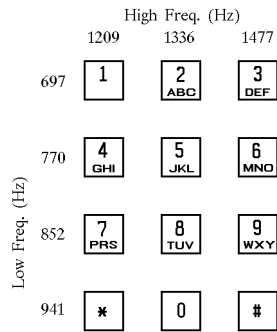 High Freq. (Hz)
1209 1336 1477
Low Freq. (Hz)
697 1 2 3
ABC DEF
770 4 5 6
GHI JKL MNO
852 7 8 9
PRS TUV WXY
941 * 0 #